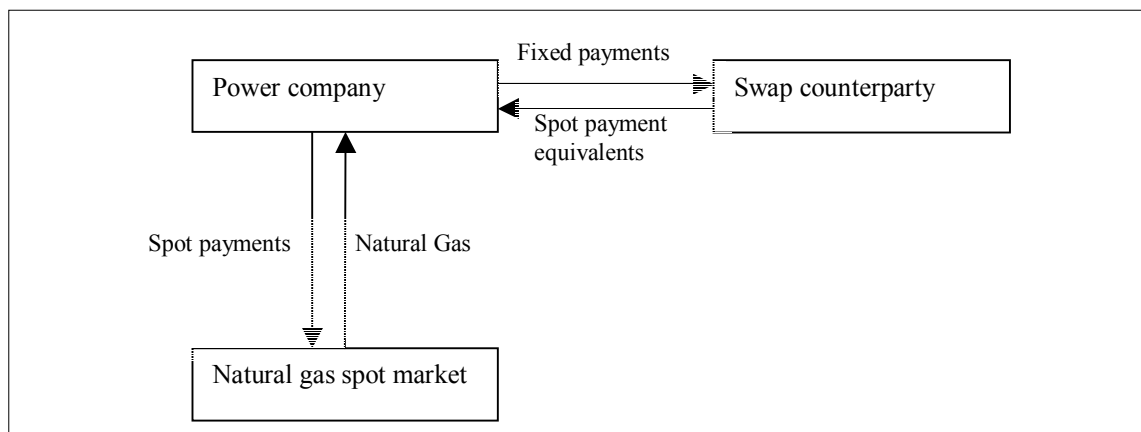 Fixed payments
Power company
Swap counterparty
Spot payment
equivalents
Spot payments
Natural Gas
Natural gas spot market